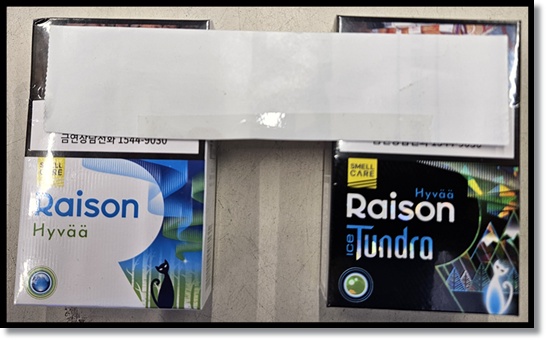 금연상담전화 1544-9030
SMELL
CARE
Raison
Hyvää
SMELL
CARE
Hyvää
Raison
ICE Tundra